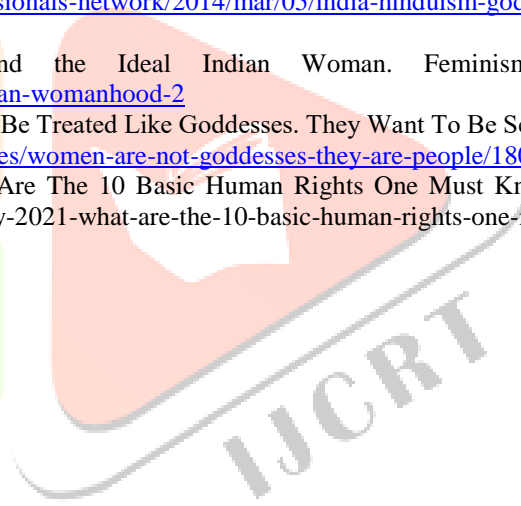 sionals-network/2014/mar/05/india-hinduism-god
nd the Ideal Indian Woman. Feminism
an-womanhood-2
Be Treated Like Goddesses. They Want To Be Se
es/women-are-not-goddesses-they-are-people/180
Are The 10 Basic Human Rights One Must Kn
y-2021-what-are-the-10-basic-human-rights-one-
IJCRT